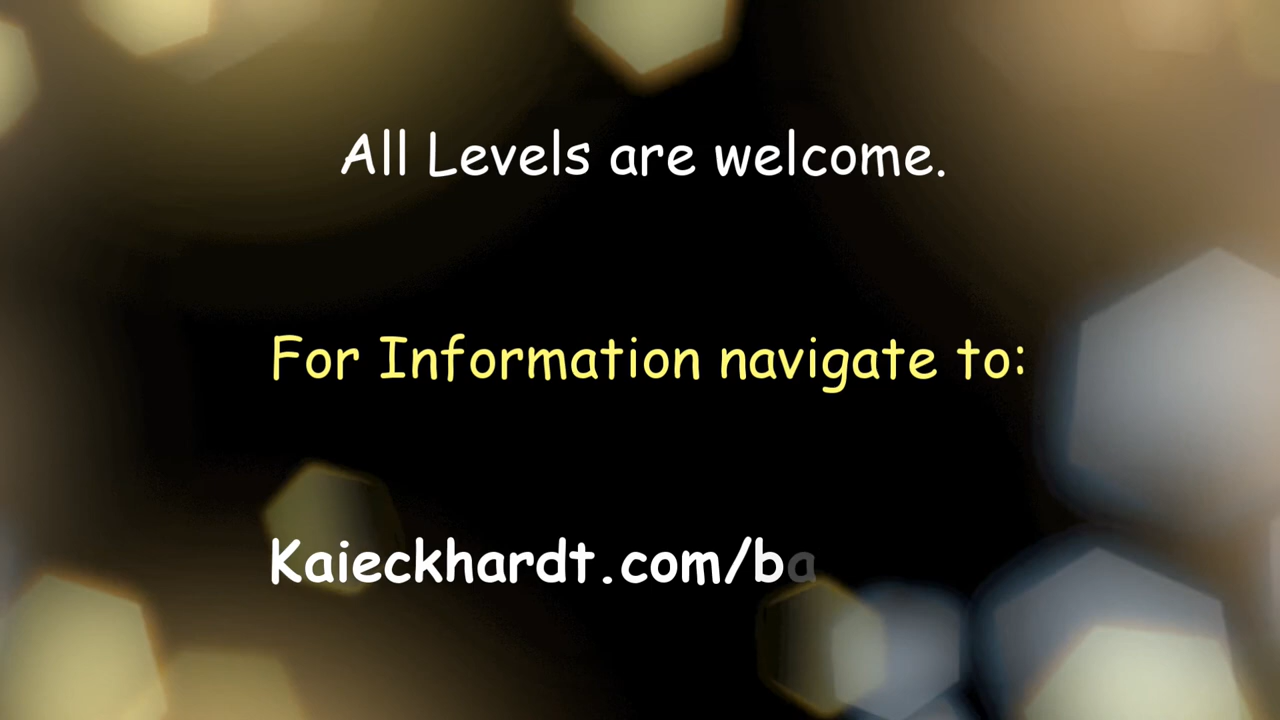 All Levels are welcome.
For Information navigate to:
Kaieckhardt.com/ba